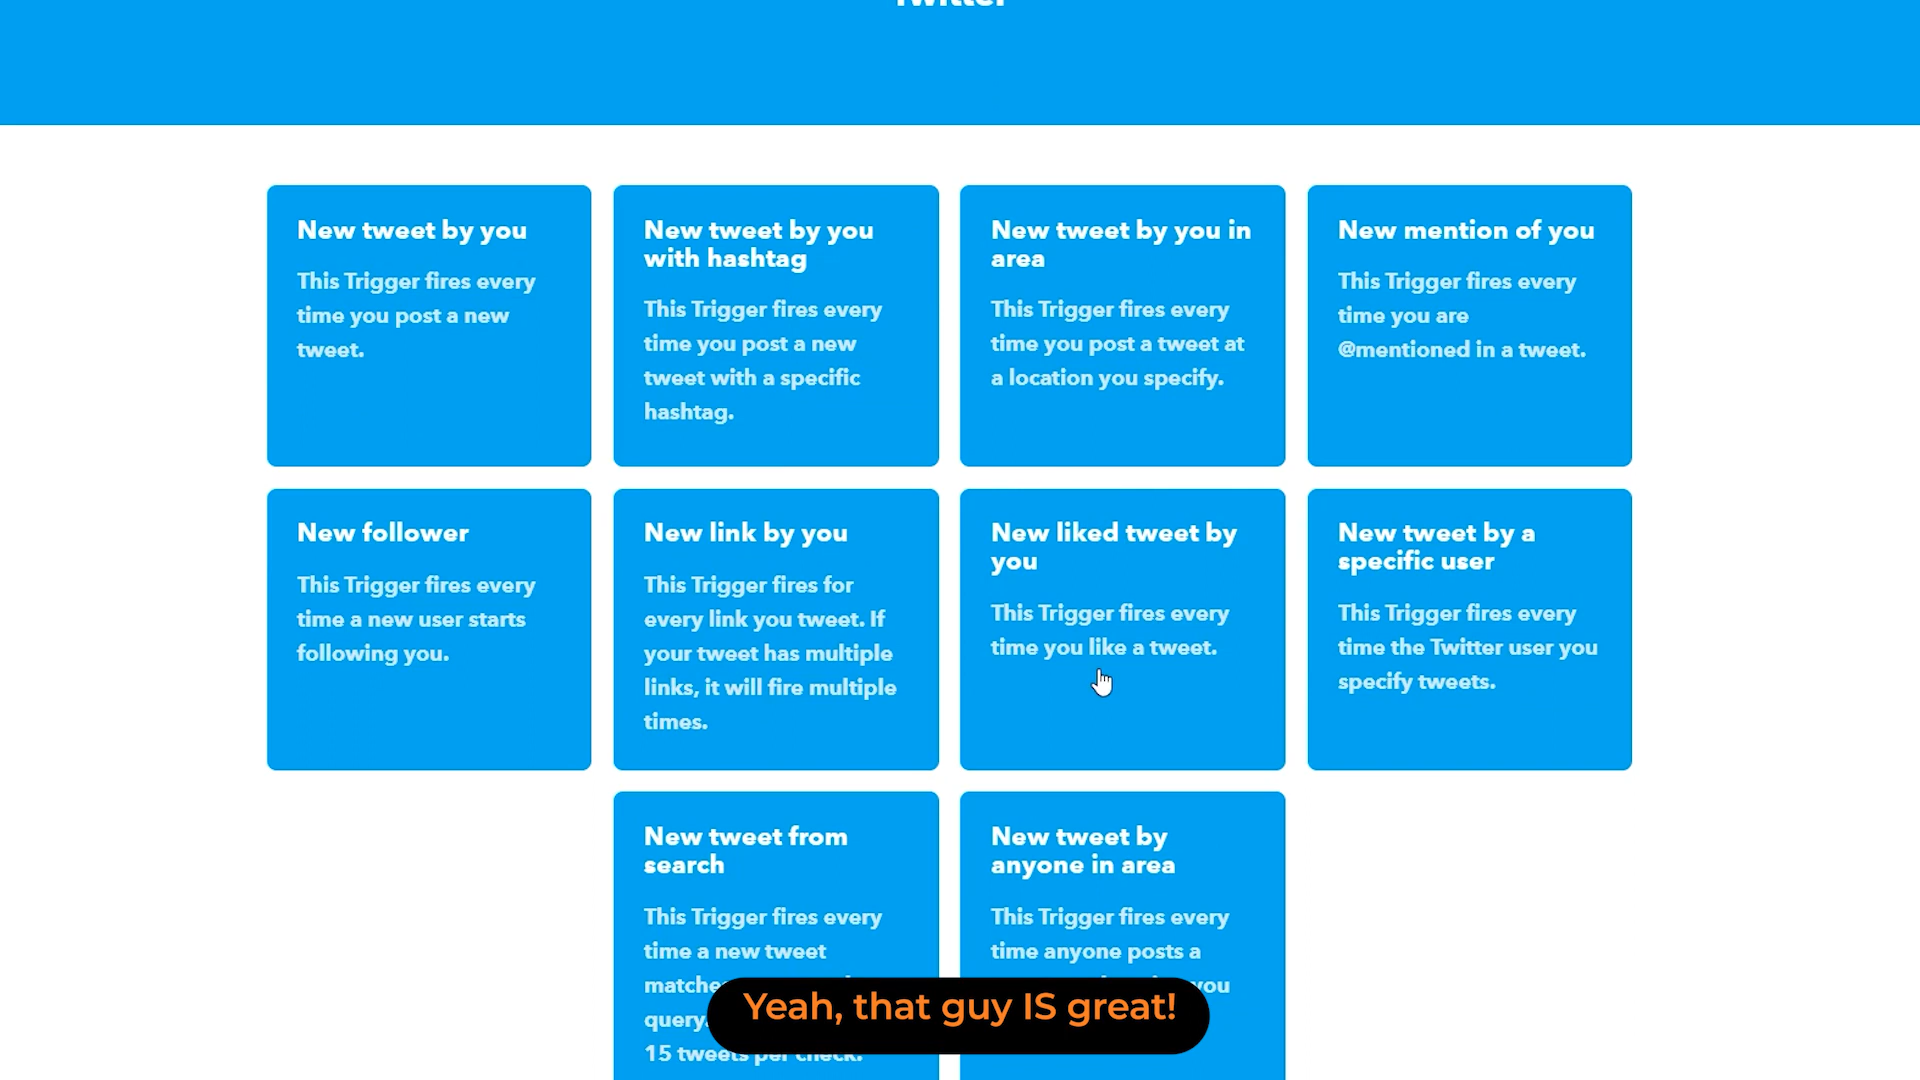 Twitter
New tweet by you
This Trigger fires every
time you post a new
tweet.
New tweet by you
with hashtag
This Trigger fires every
time you post a new
tweet with a specific
hashtag.
New tweet by you in
area
This Trigger fires every
time you post a tweet at
a location you specify.
New mention of you
This Trigger fires every
time you are
@mentioned in a tweet.
New follower
This Trigger fires every
time a new user starts
following you.
New link by you
This Trigger fires for
every link you tweet. If
your tweet has multiple
links, it will fire multiple
times.
New liked tweet by
you
This Trigger fires every
time you like a tweet.
New tweet by a
specific user
This Trigger fires every
time the Twitter user you
specify tweets.
New tweet from
search
This Trigger fires every
time a new tweet
query
15 tweets per check.
New tweet by
anyone in area
This Trigger fires every
time anyone posts a
you
Yeah, that guy IS great!